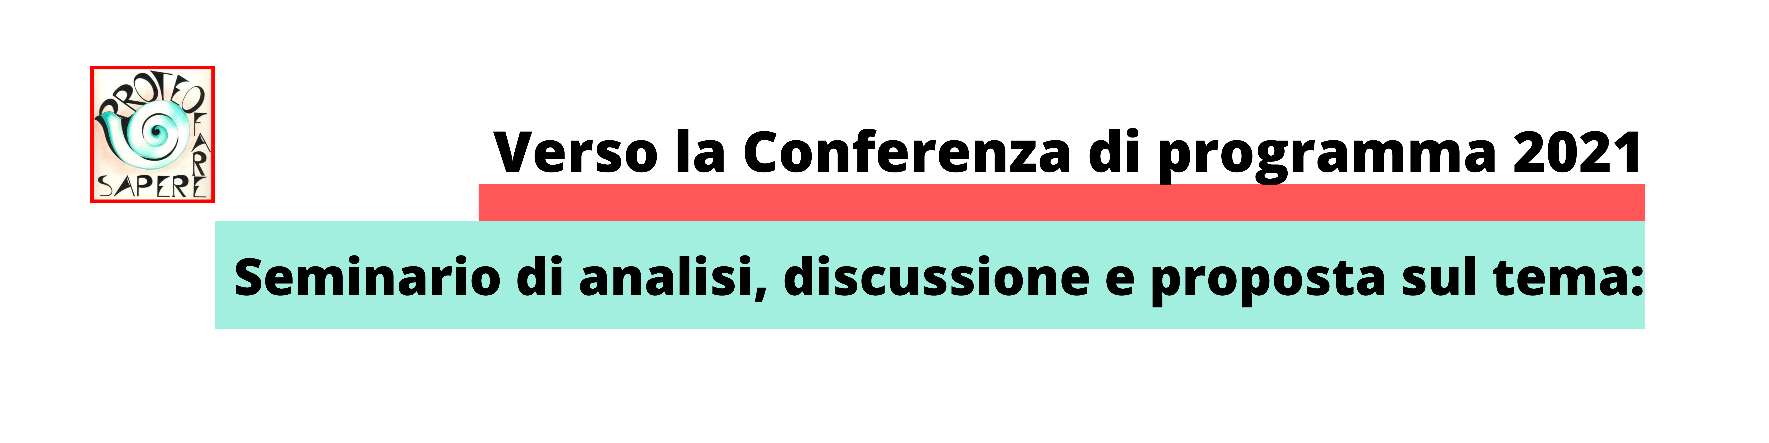 PROTEO
FARE
SAPERE
Verso la Conferenza di programma 2021
Seminario di analisi, discussione e proposta sul tema: